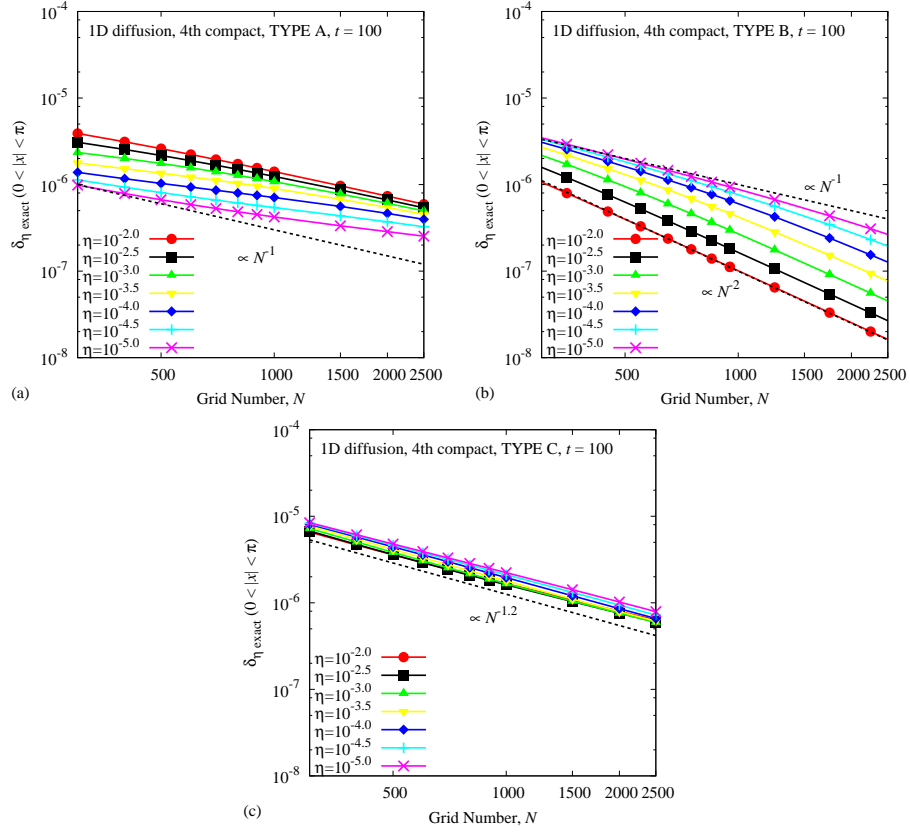 1D diffusion, 4th compact, TYPE A, t = 100
10^-4
10^-5
10^-6
10^-7
10^-8
δ_η exact (0 < |x| < π)
∝ N^-1
η=10^-2.0
η=10^-2.5
η=10^-3.0
η=10^-3.5
η=10^-4.0
η=10^-4.5
η=10^-5.0
500 1000 1500 2000 2500
Grid Number, N
(a)
1D diffusion, 4th compact, TYPE B, t = 100
10^-4
10^-5
10^-6
10^-7
10^-8
δ_η exact (0 < |x| < π)
∝ N^-1
∝ N^-2
η=10^-2.0
η=10^-2.5
η=10^-3.0
η=10^-3.5
η=10^-4.0
η=10^-4.5
η=10^-5.0
500 1000 1500 2000 2500
Grid Number, N
(b)
1D diffusion, 4th compact, TYPE C, t = 100
10^-4
10^-5
10^-6
10^-7
10^-8
δ_η exact (0 < |x| < π)
∝ N^-1.2
η=10^-2.0
η=10^-2.5
η=10^-3.0
η=10^-3.5
η=10^-4.0
η=10^-4.5
η=10^-5.0
500 1000 1500 2000 2500
Grid Number, N
(c)